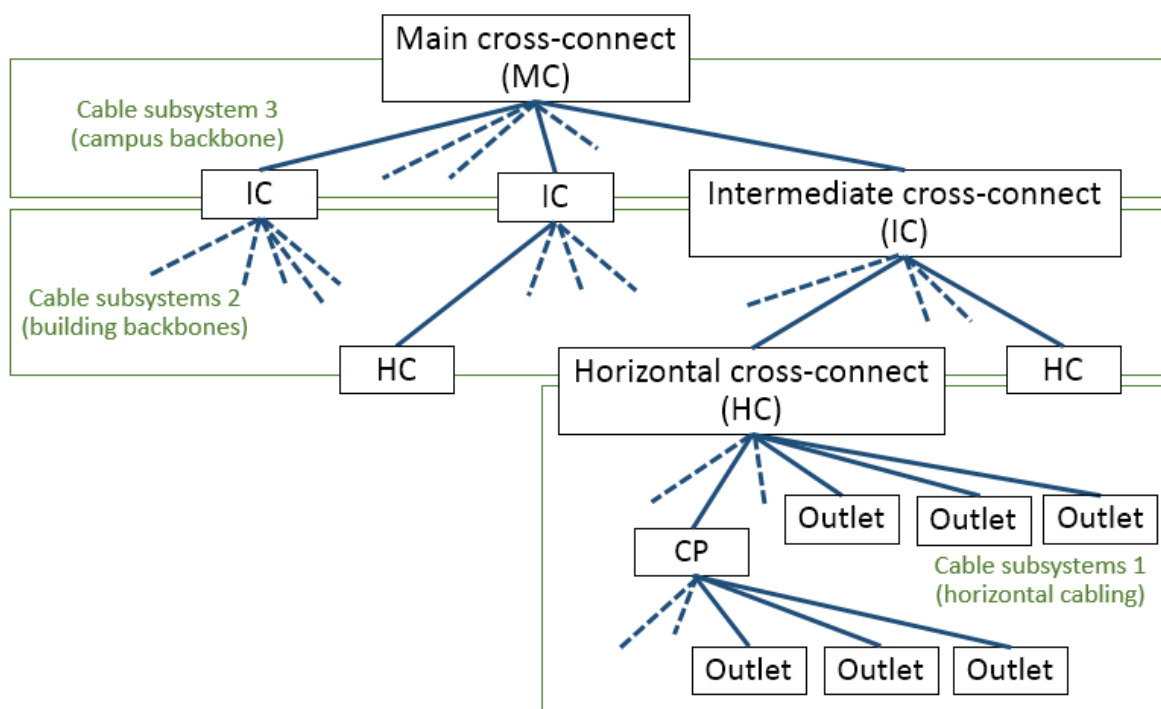 Main cross-connect
(MC)
Cable subsystem 3
(campus backbone)
IC
IC
Intermediate cross-connect
(IC)
Cable subsystems 2
(building backbones)
HC
Horizontal cross-connect
(HC)
HC
Outlet
Outlet
Outlet
CP
Cable subsystems 1
(horizontal cabling)
Outlet
Outlet
Outlet